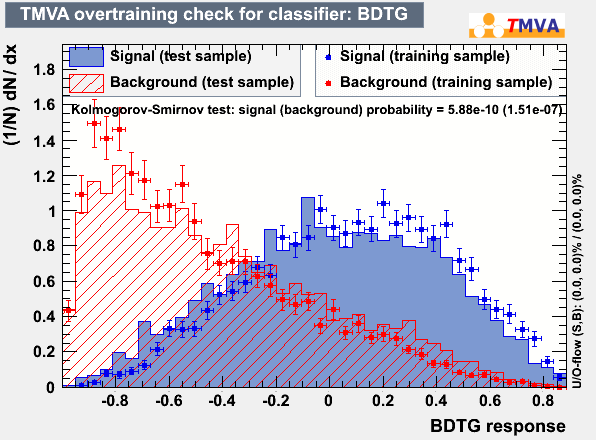 TMVA overtraining check for classifier: BDTG
TMVA
Signal (test sample)
Background (test sample)
Signal (training sample)
Background (training sample)
Kolmogorov-Smirnov test: signal (background) probability = 5.88e-10 (1.51e-07)
(1/N) dN / dx
1.8
1.6
1.4
1.2
1
0.8
0.6
0.4
0.2
0
-0.8 -0.6 -0.4 -0.2 0 0.2 0.4 0.6 0.8
BDTG response
U/O-flow (S,B): (0.0, 0.0)% / (0.0, 0.0)%